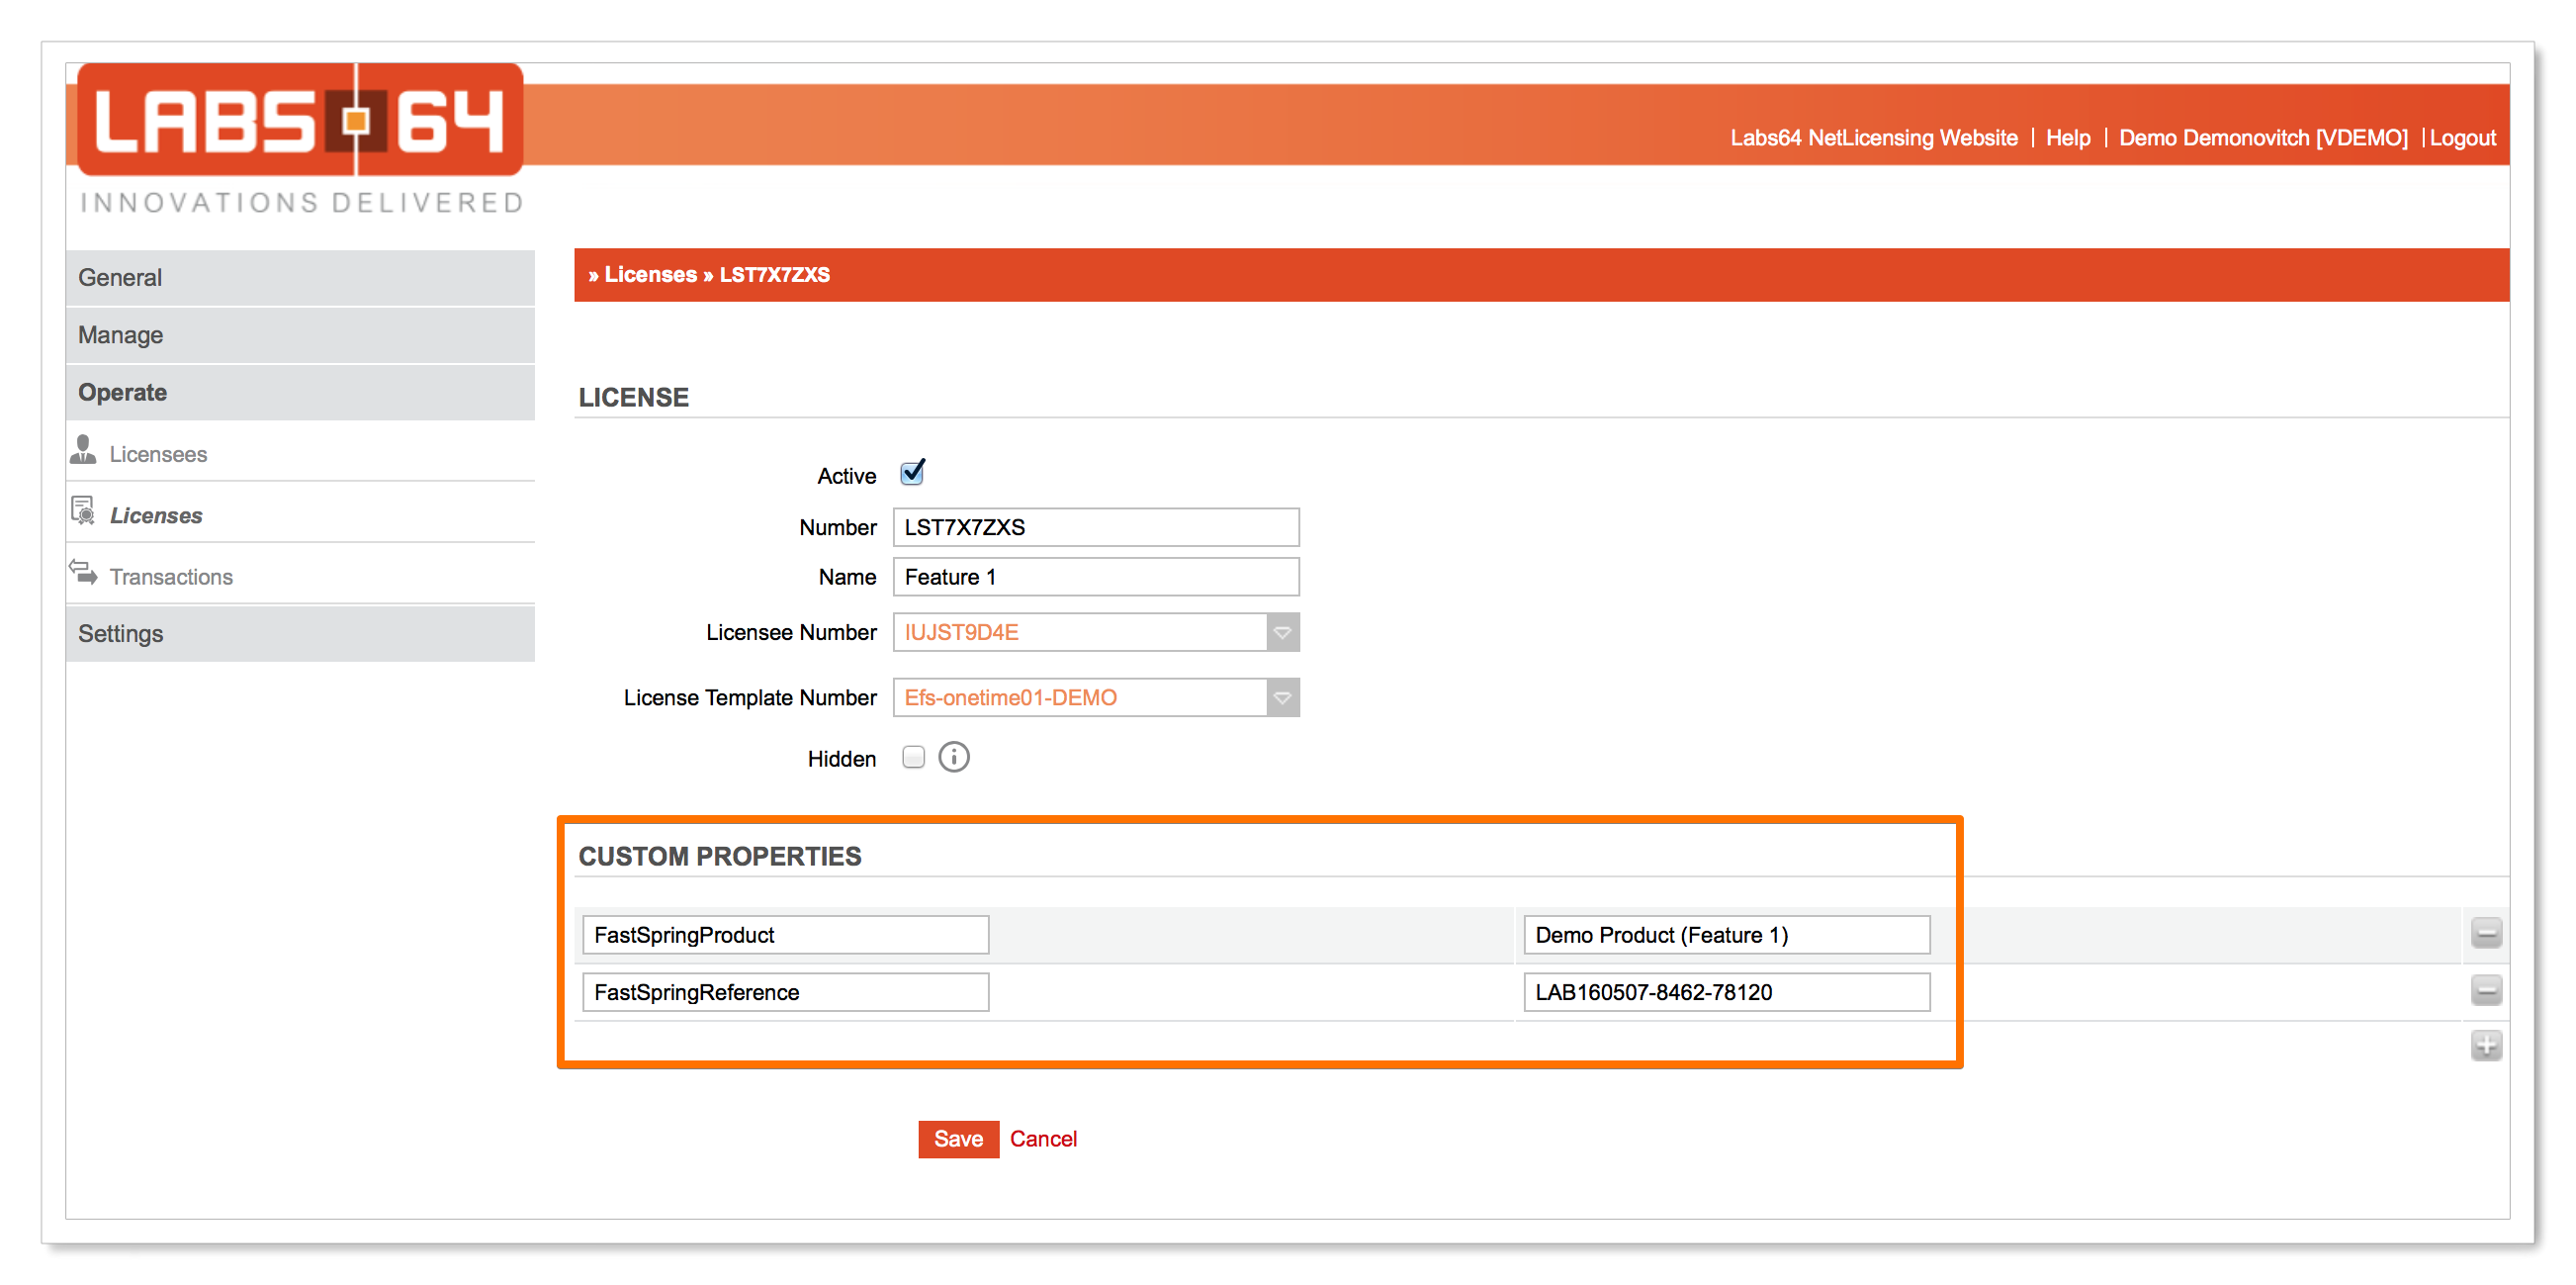 LABS 64
INNOVATIONS DELIVERED
Labs64 NetLicensing Website | Help | Demo Demonovitch [VDEMO] | Logout
General
Manage
Operate
Licensees
Licenses
Transactions
Settings
» Licenses » LST7X7ZXS
LICENSE
Active
Number LST7X7ZXS
Name Feature 1
Licensee Number IUJST9D4E
License Template Number Efs-onetime01-DEMO
Hidden
CUSTOM PROPERTIES
FastSpringProduct Demo Product (Feature 1)
FastSpringReference LAB160507-8462-78120
Save Cancel